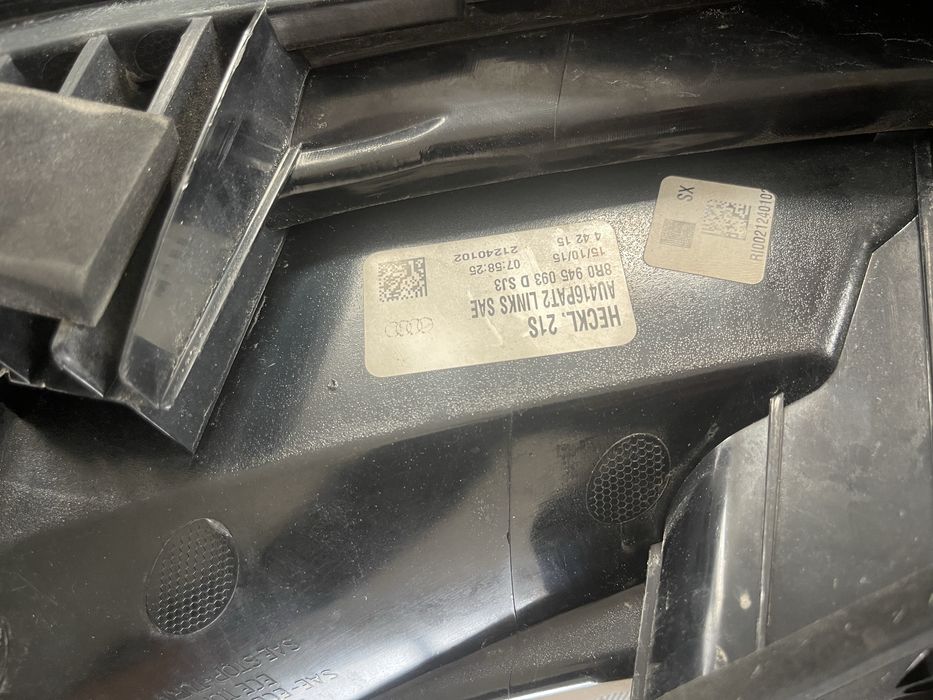 HECKL. 21S
AU416PAT2 LINKS SAE
8R0 945 093 D SJ3
15/10/15 07:58:25
4 42 15 21240102
SX
RI0021240102